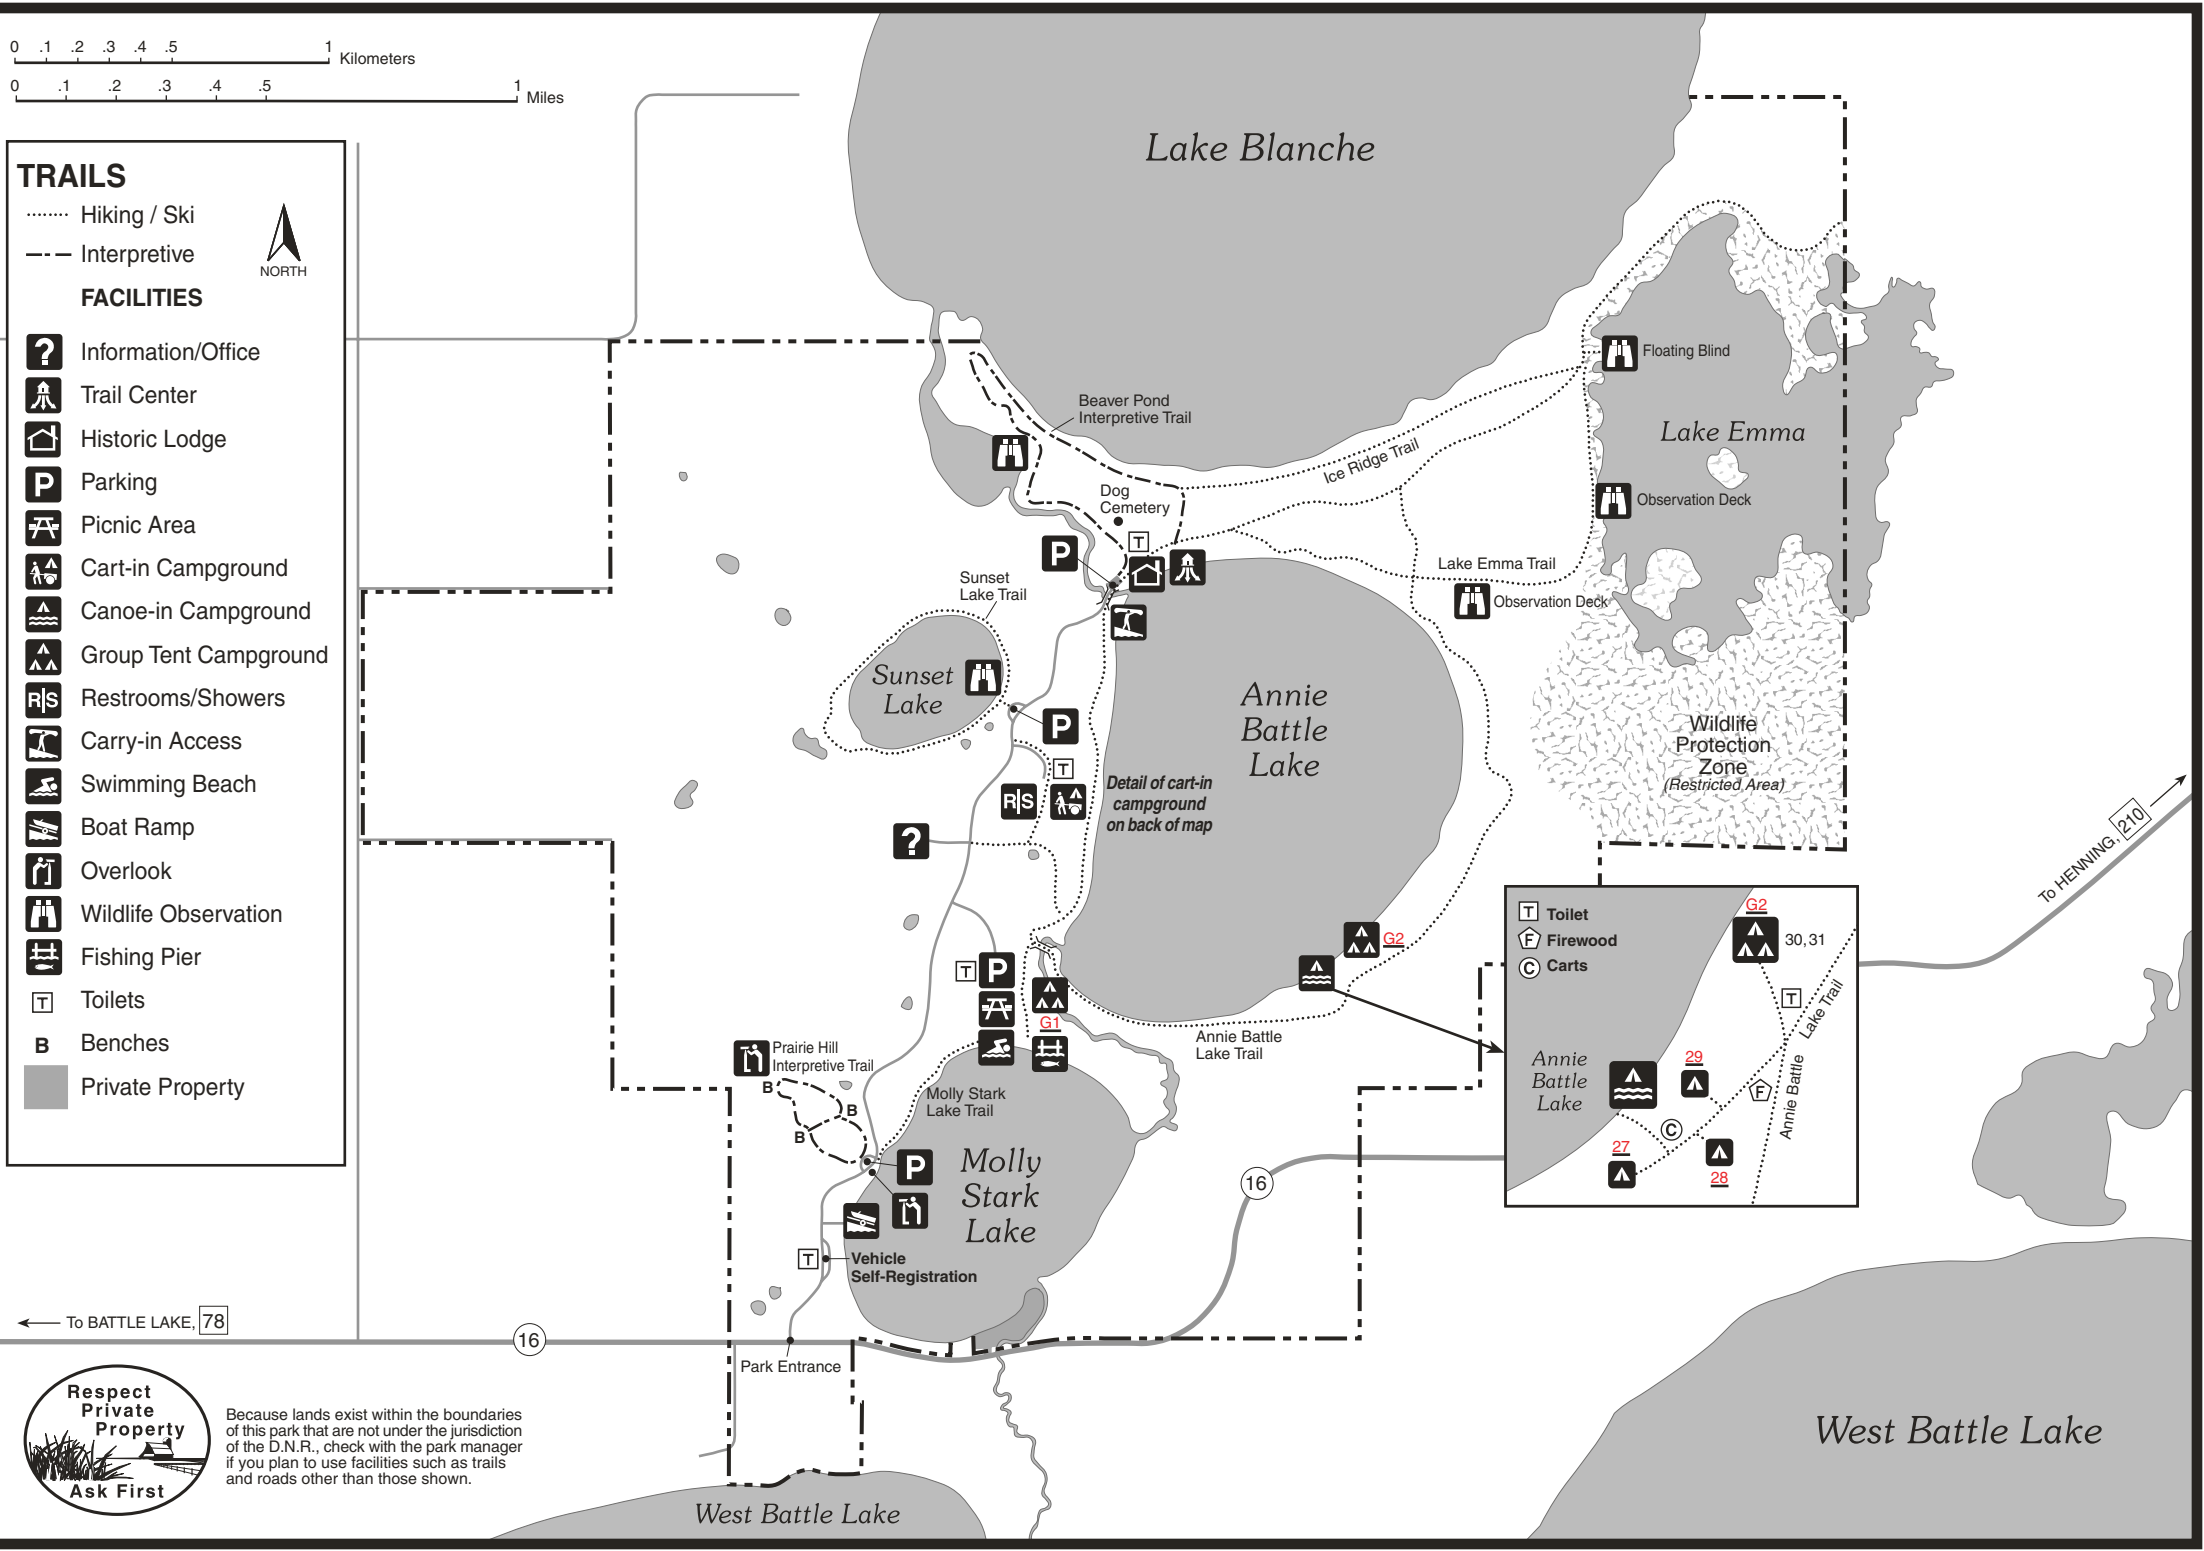 0 .1 .2 .3 .4 .5 1
Kilometers
0 .1 .2 .3 .4 .5 1
Miles
TRAILS
Hiking / Ski
Interpretive
NORTH
FACILITIES
? Information/Office
Trail Center
Historic Lodge
P Parking
Picnic Area
Cart-in Campground
Canoe-in Campground
Group Tent Campground
R|S Restrooms/Showers
Carry-in Access
Swimming Beach
Boat Ramp
Overlook
Wildlife Observation
Fishing Pier
T Toilets
B Benches
Private Property
Lake Blanche
Beaver Pond
Interpretive Trail
Ice Ridge Trail
Floating Blind
Lake Emma
Observation Deck
Dog
Cemetery
T
P
Lake Emma Trail
Observation Deck
Sunset
Lake Trail
Sunset
Lake
P
Annie
Battle
Lake
Wildlife
Protection
Zone
(Restricted Area)
T
R|S
Detail of cart-in
campground
on back of map
?
To HENNING, 210
G2
T
P
G1
Annie Battle
Lake Trail
Prairie Hill
Interpretive Trail
B
B
B
Molly Stark
Lake Trail
P
Molly
Stark
Lake
T
Vehicle
Self-Registration
16
T Toilet
F Firewood
C Carts
G2
30,31
T
Annie Battle Lake Trail
Annie
Battle
Lake
29
F
C
27
28
To BATTLE LAKE, 78
16
Park Entrance
Respect
Private
Property
Ask First
Because lands exist within the boundaries
of this park that are not under the jurisdiction
of the D.N.R., check with the park manager
if you plan to use facilities such as trails
and roads other than those shown.
West Battle Lake
West Battle Lake